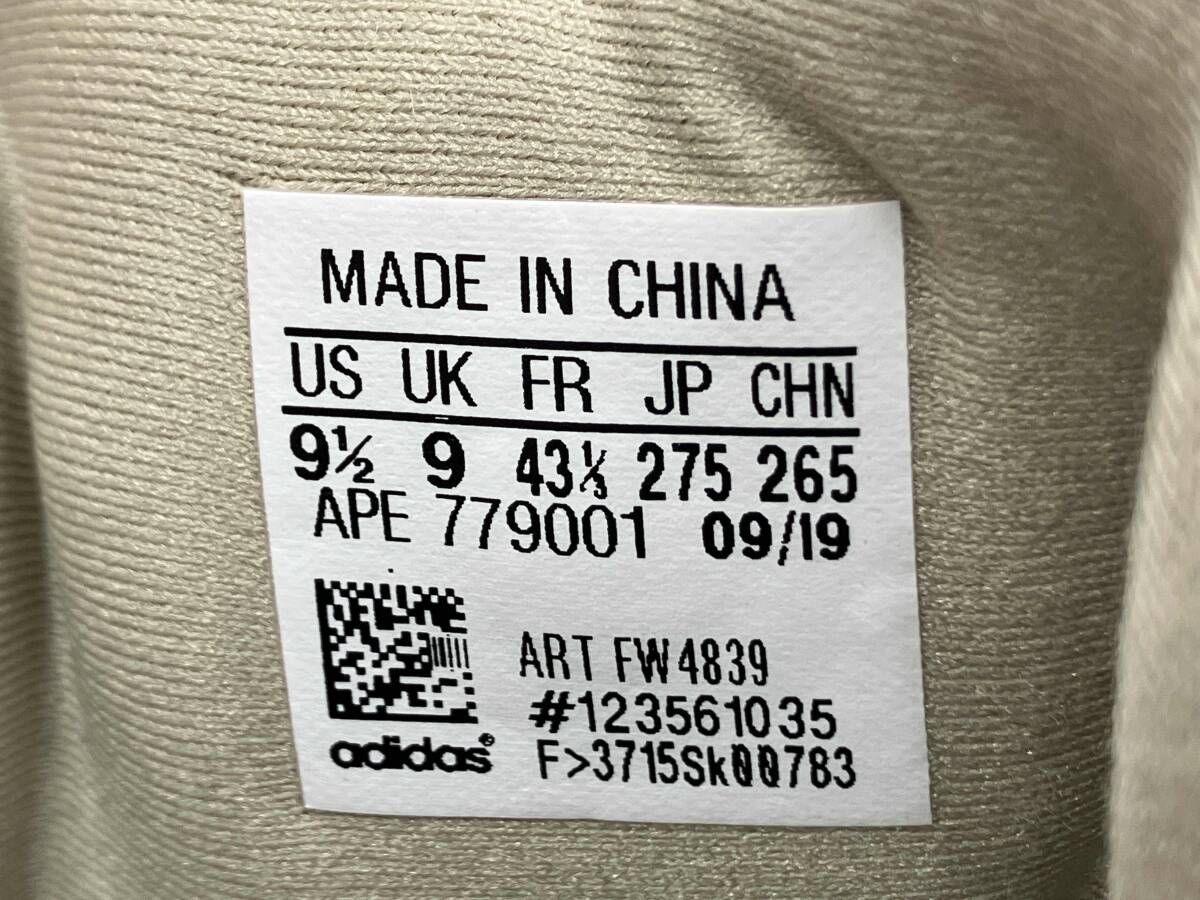 MADE IN CHINA
US UK FR JP CHN
9½ 9 43⅓ 275 265
APE 779001 09/19
ART FW4839
#123561035
adidas® F>3715Sk00783